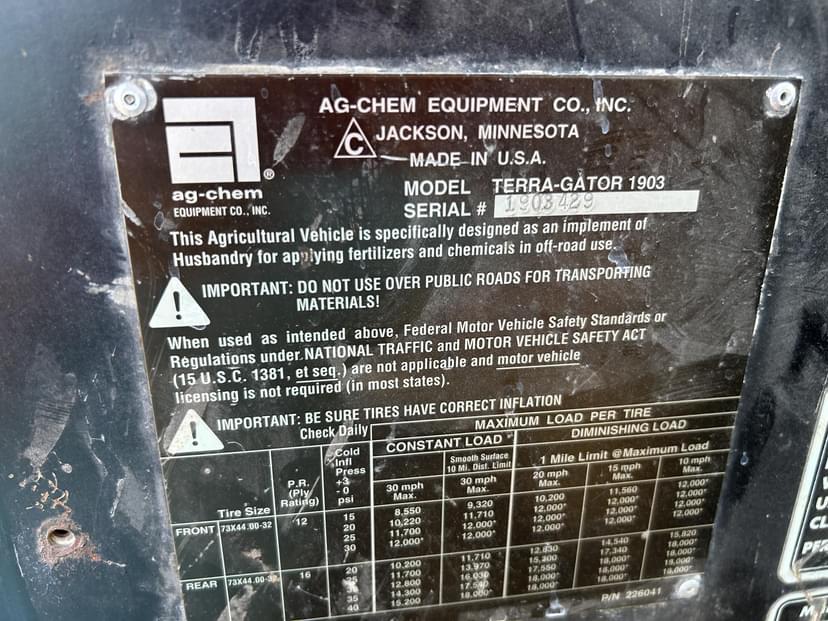 AG-CHEM EQUIPMENT CO., INC.
C JACKSON, MINNESOTA
MADE IN U.S.A.
ag-chem ®
EQUIPMENT CO., INC.
MODEL TERRA-GATOR 1903
SERIAL # 1903429
This Agricultural Vehicle is specifically designed as an implement of
Husbandry for applying fertilizers and chemicals in off-road use.
! IMPORTANT: DO NOT USE OVER PUBLIC ROADS FOR TRANSPORTING
MATERIALS!
When used as intended above, Federal Motor Vehicle Safety Standards or
Regulations under NATIONAL TRAFFIC and MOTOR VEHICLE SAFETY ACT
(15 U.S.C. 1381, et seq.) are not applicable and motor vehicle
licensing is not required (in most states).
! IMPORTANT: BE SURE TIRES HAVE CORRECT INFLATION
Check Daily MAXIMUM LOAD PER TIRE
CONSTANT LOAD DIMINISHING LOAD
Smooth Surface
10 Mi. Dist. Limit 1 Mile Limit @Maximum Load
Tire Size P.R. (Ply Rating) Cold Infl Press +3 - 0 psi 30 mph Max. 30 mph Max. 20 mph Max. 15 mph Max. 10 mph Max.
FRONT 73X44.00-32 12
15 8,550 9,320 10,200 11,560 12,000*
20 10,220 11,710 12,000* 12,000* 12,000*
25 11,700 12,000* 12,000* 12,000* 12,000*
30 12,000* 12,000* 12,000* 12,000* 12,000*
REAR 73X44.00-32 16
20 10,200 11,710 12,830 14,540 15,820
25 11,700 13,970 15,300 17,340 18,000*
30 16,030 17,550 18,000* 18,000*
35 14,300 17,540 18,000* 18,000* 18,000*
40 15,200 18,000* 18,000* 18,000* 18,000*
P/N 226041